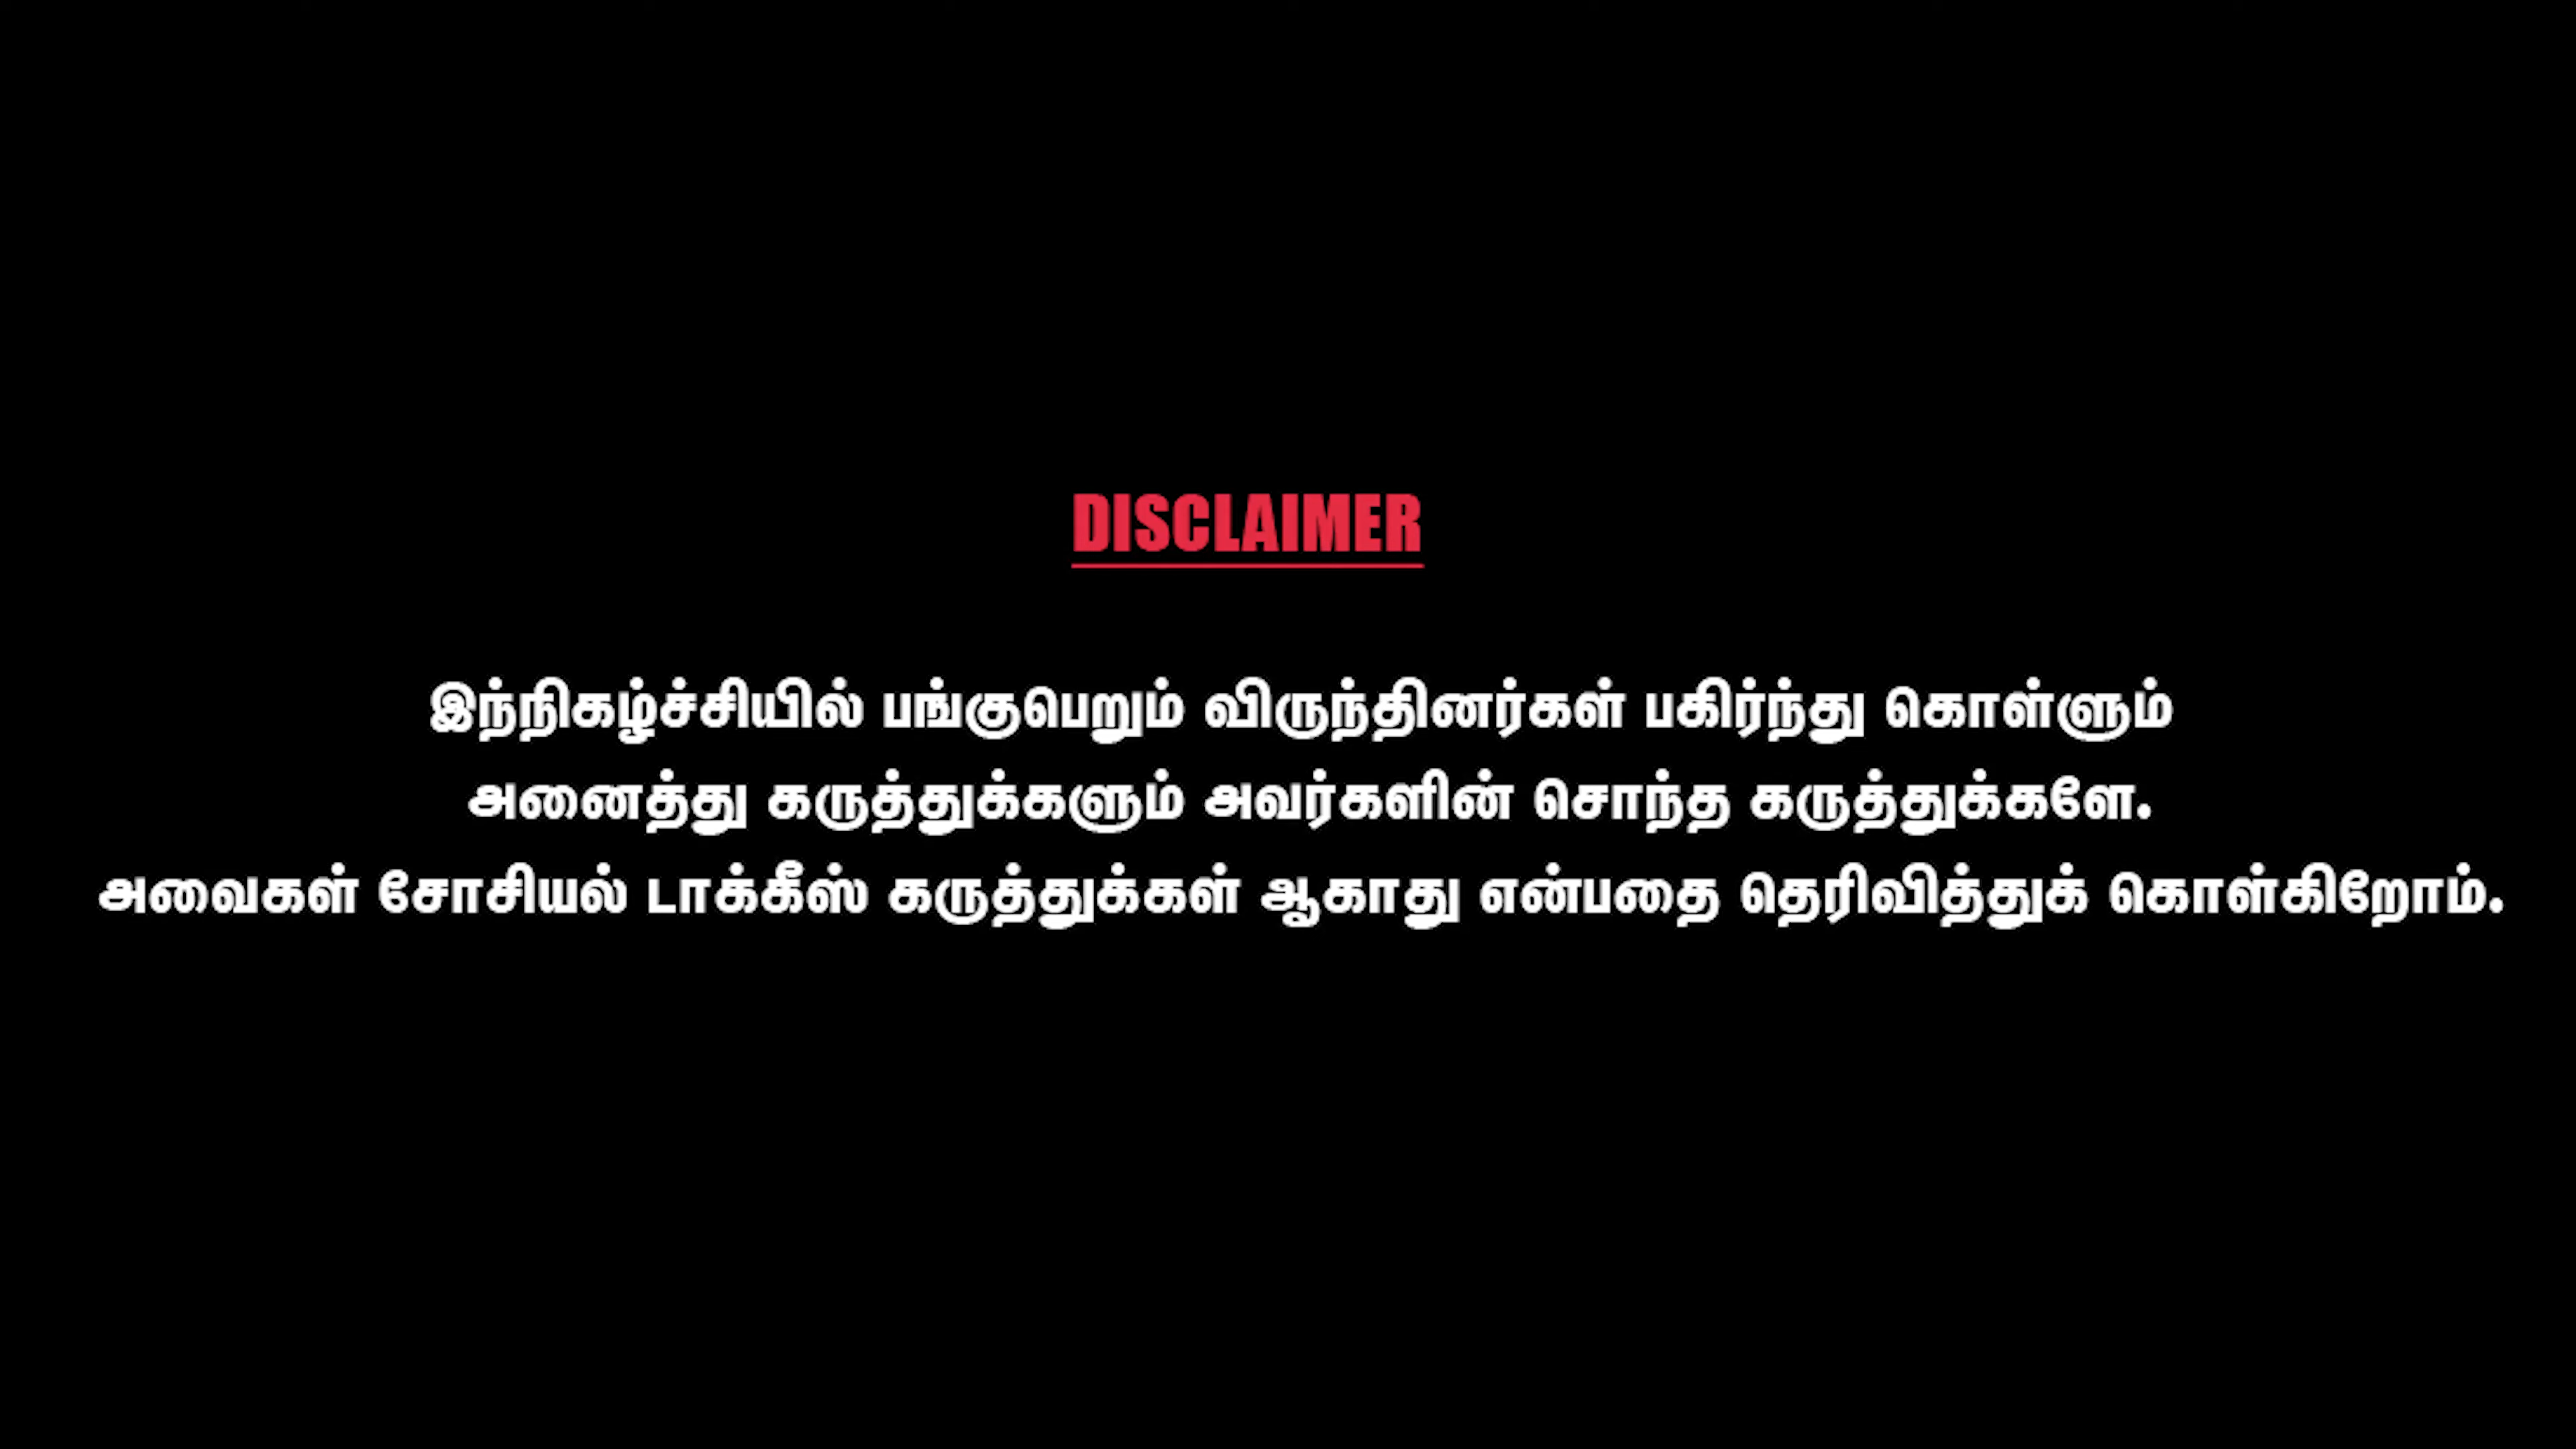 DISCLAIMER
இந்நிகழ்ச்சியில் பங்குபெறும் விருந்தினர்கள் பகிர்ந்து கொள்ளும்
அனைத்து கருத்துக்களும் அவர்களின் சொந்த கருத்துக்களே.
அவைகள் சோசியல் டாக்கீஸ் கருத்துக்கள் ஆகாது என்பதை தெரிவித்துக் கொள்கிறோம்.